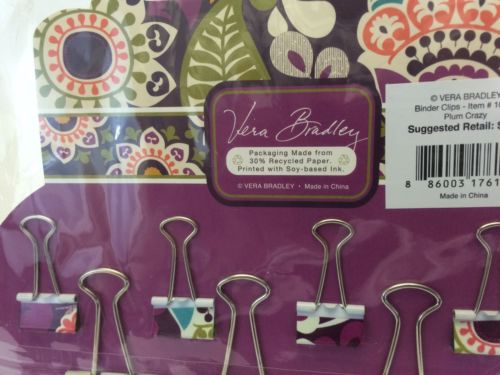 Vera Bradley
Packaging Made from
30% Recycled Paper.
Printed with Soy-based Ink.
© VERA BRADLEY • Made in China
© VERA BRADLEY
Binder Clips - Item #
Plum Crazy
Suggested Retail:
8 86003 1761
Made in China